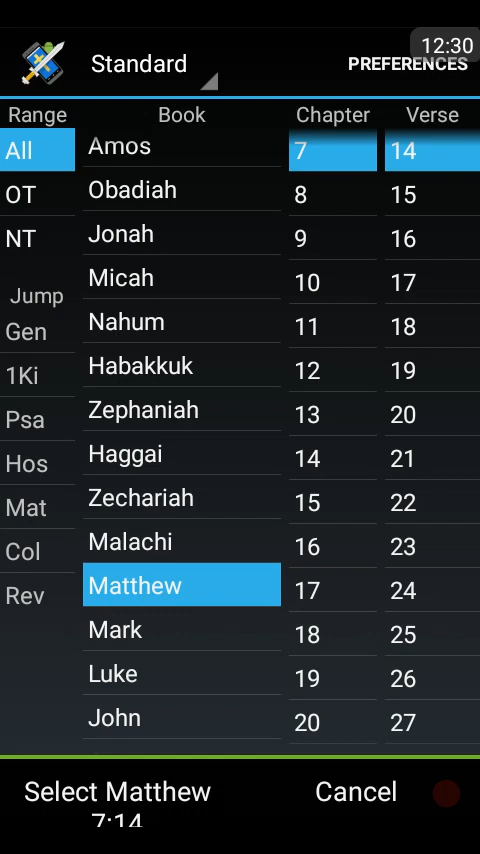 12:30
Standard
PREFERENCES
Range Book Chapter Verse
All Amos 7 14
OT Obadiah 8 15
NT Jonah 9 16
Micah 10 17
Jump
Gen Nahum 11 18
1Ki Habakkuk 12 19
Psa Zephaniah 13 20
Hos Haggai 14 21
Mat Zechariah 15 22
Col Malachi 16 23
Rev Matthew 17 24
Mark 18 25
Luke 19 26
John 20 27
Select Matthew Cancel
7:14